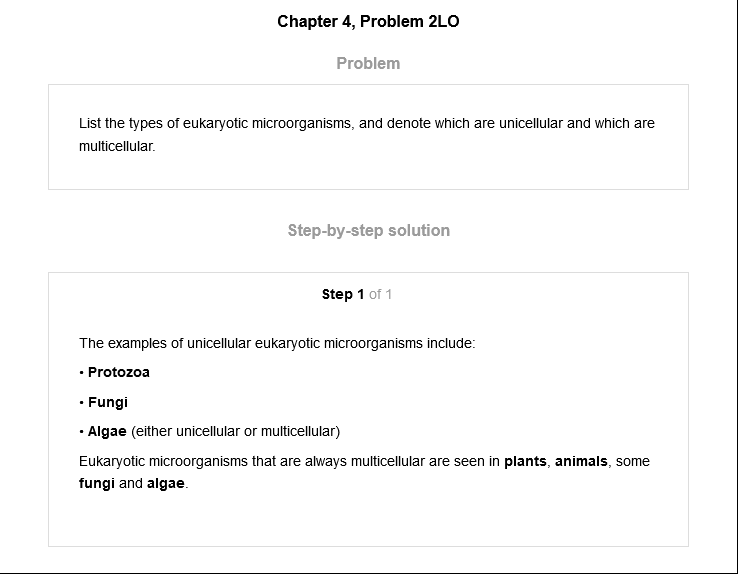 Chapter 4, Problem 2LO
Problem
List the types of eukaryotic microorganisms, and denote which are unicellular and which are
multicellular.
Step-by-step solution
Step 1 of 1
The examples of unicellular eukaryotic microorganisms include:
• Protozoa
• Fungi
• Algae (either unicellular or multicellular)
Eukaryotic microorganisms that are always multicellular are seen in plants, animals, some
fungi and algae.